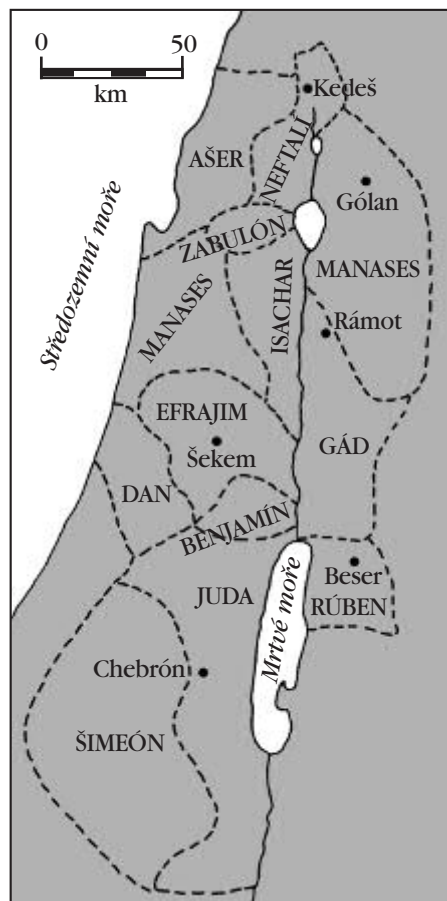 0 50
km
Kedeš
AŠER
NEFTALI
Gólan
Středozemní moře
ZABULÓN
MANASES
MANASES
ISACHAR
Rámot
EFRAJIM
Šekem
GÁD
DAN
BENJAMÍN
Beser
RÚBEN
JUDA
Mrtvé moře
Chebrón
ŠIMEÓN